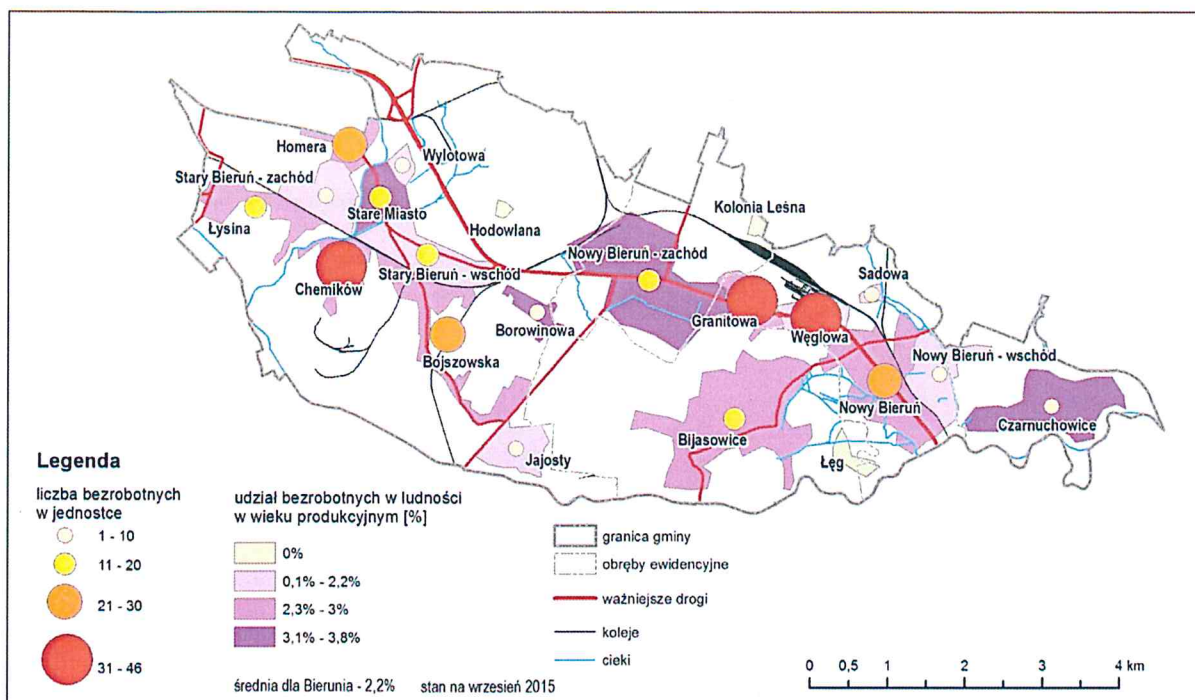 Homera
Wylotowa
Stary Bieruń - zachód
Stare Miasto
Kolonia Leśna
Łysina
Hodowlana
Nowy Bieruń - zachód
Stary Bieruń - wschód
Sadowa
Chemików
Borowinowa
Granitowa
Węglowa
Bojszowska
Nowy Bieruń - wschód
Nowy Bieruń
Czarnuchowice
Bijasowice
Jajosty
Łęg
Legenda
liczba bezrobotnych
w jednostce
1 - 10
11 - 20
21 - 30
31 - 46
udział bezrobotnych w ludności
w wieku produkcyjnym [%]
0%
0,1% - 2,2%
2,3% - 3%
3,1% - 3,8%
średnia dla Bierunia - 2,2% stan na wrzesień 2015
granica gminy
obręby ewidencyjne
ważniejsze drogi
koleje
cieki
0 0,5 1 2 3 4 km